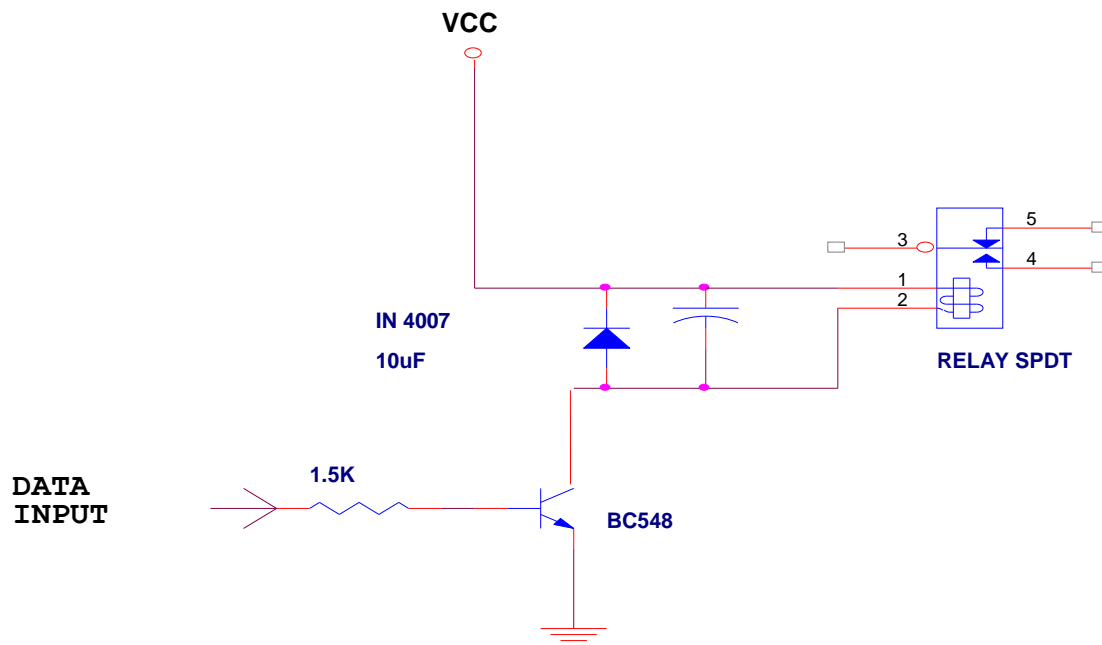 VCC
5
3
4
1
2
IN 4007
10uF
RELAY SPDT
1.5K
DATA
INPUT
BC548